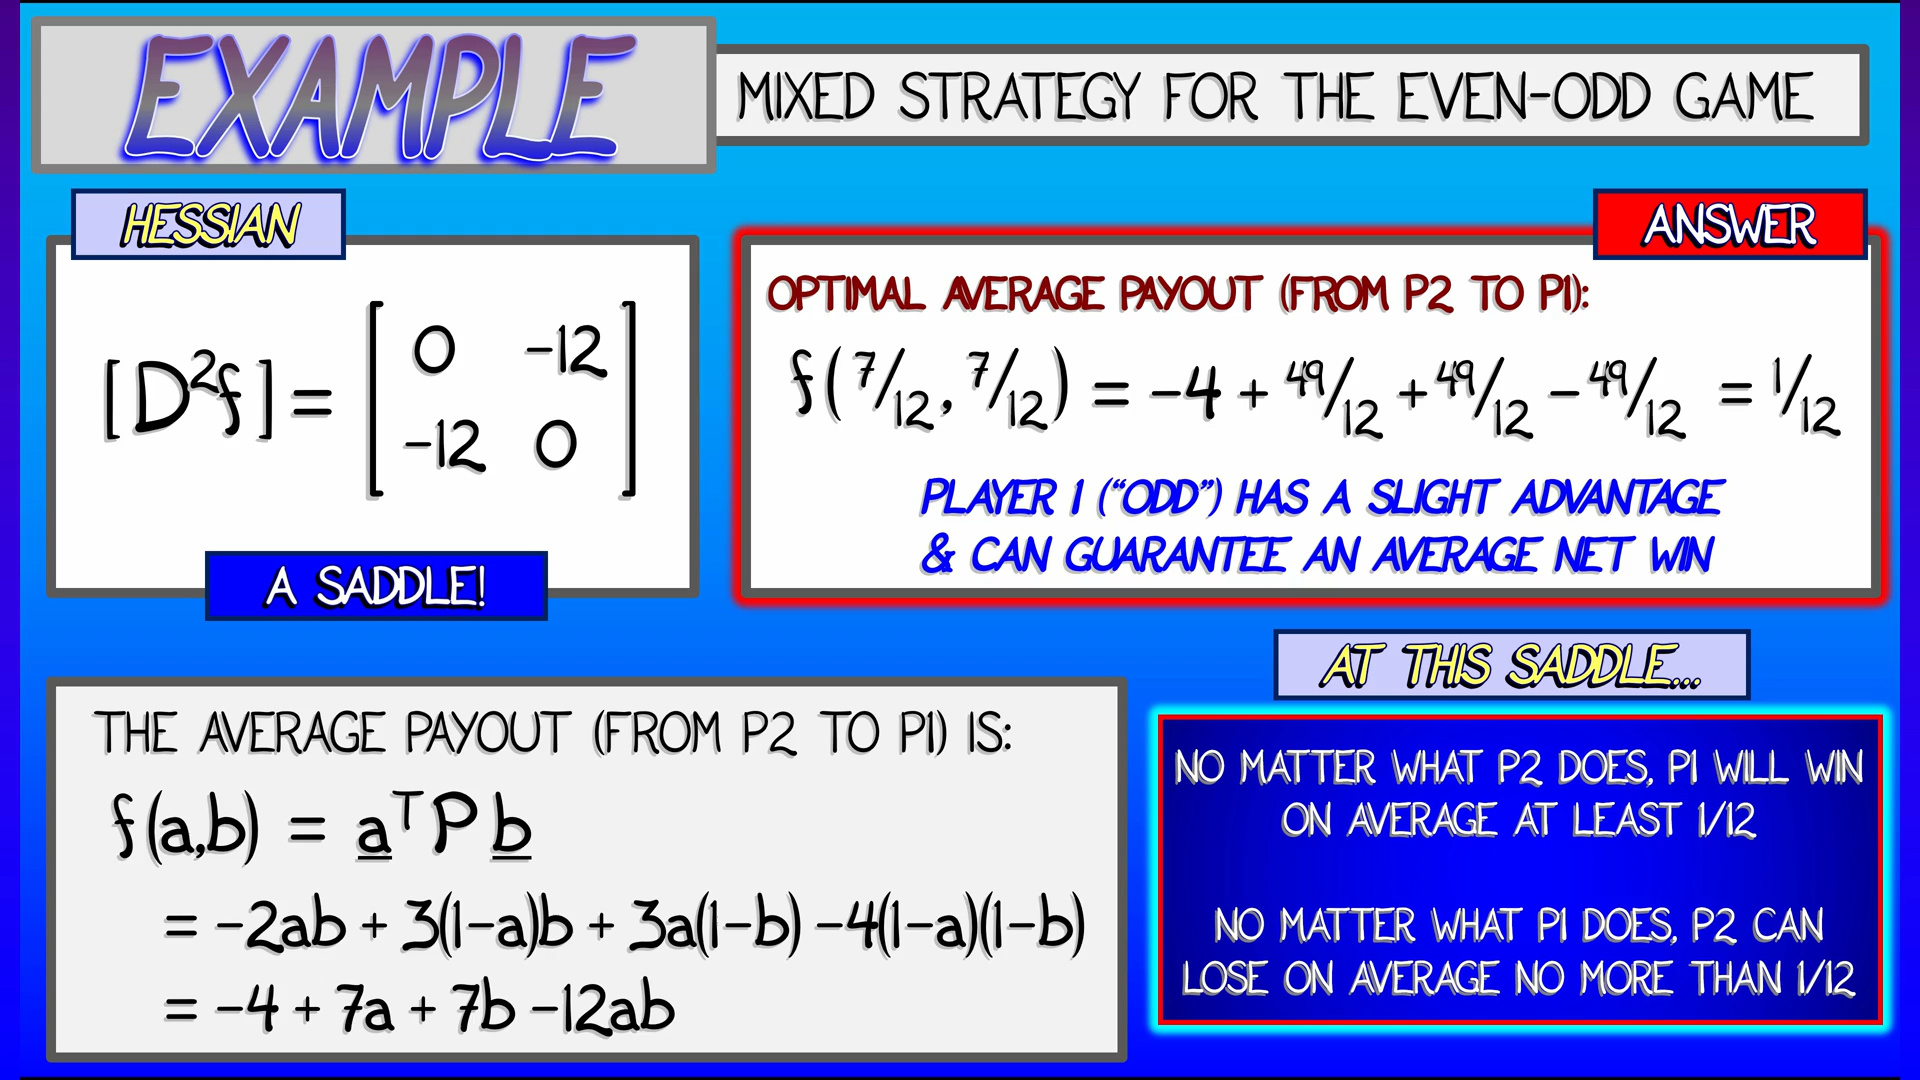 EXAMPLE
MIXED STRATEGY FOR THE EVEN-ODD GAME
HESSIAN
[D²f] = [ 0 -12
-12 0 ]
A SADDLE!
ANSWER
OPTIMAL AVERAGE PAYOUT (FROM P2 TO P1):
f(7/12, 7/12) = -4 + 49/12 + 49/12 - 49/12 = 1/12
PLAYER 1 ("ODD") HAS A SLIGHT ADVANTAGE
& CAN GUARANTEE AN AVERAGE NET WIN
THE AVERAGE PAYOUT (FROM P2 TO P1) IS:
f(a,b) = a^T P b
= -2ab + 3(1-a)b + 3a(1-b) -4(1-a)(1-b)
= -4 + 7a + 7b -12ab
AT THIS SADDLE...
NO MATTER WHAT P2 DOES, P1 WILL WIN
ON AVERAGE AT LEAST 1/12
NO MATTER WHAT P1 DOES, P2 CAN
LOSE ON AVERAGE NO MORE THAN 1/12